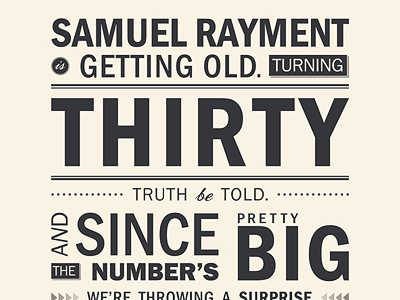 SAMUEL RAYMENT
is GETTING OLD. TURNING
THIRTY
TRUTH be TOLD.
AND SINCE
THE NUMBER'S
PRETTY
BIG
WE'RE THROWING A SURPRISE